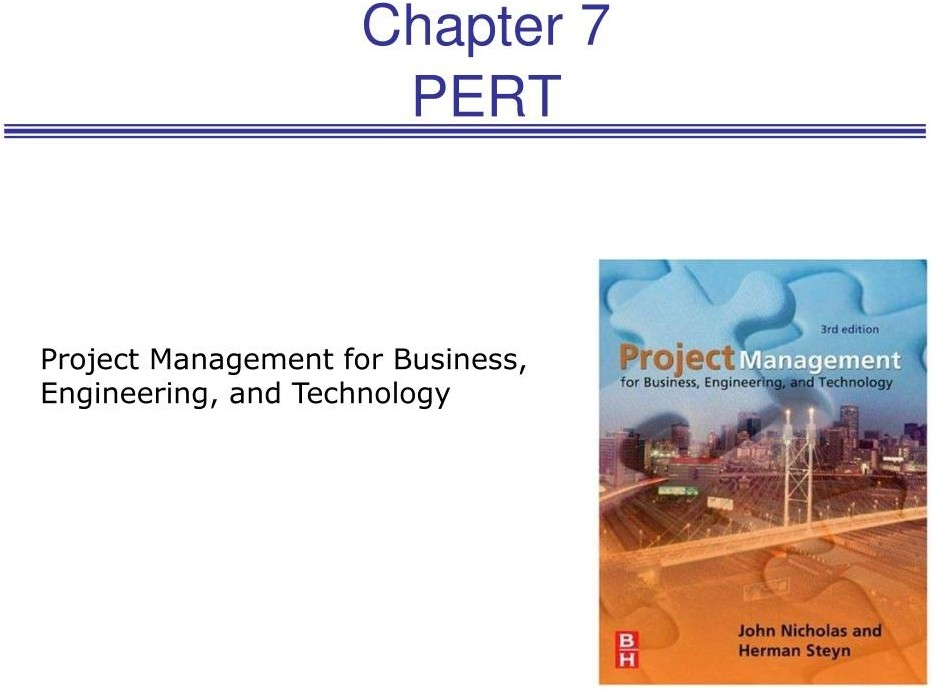 Chapter 7
PERT
Project Management for Business,
Engineering, and Technology
3rd edition
Project Management
for Business, Engineering, and Technology
John Nicholas and
Herman Steyn
B
H